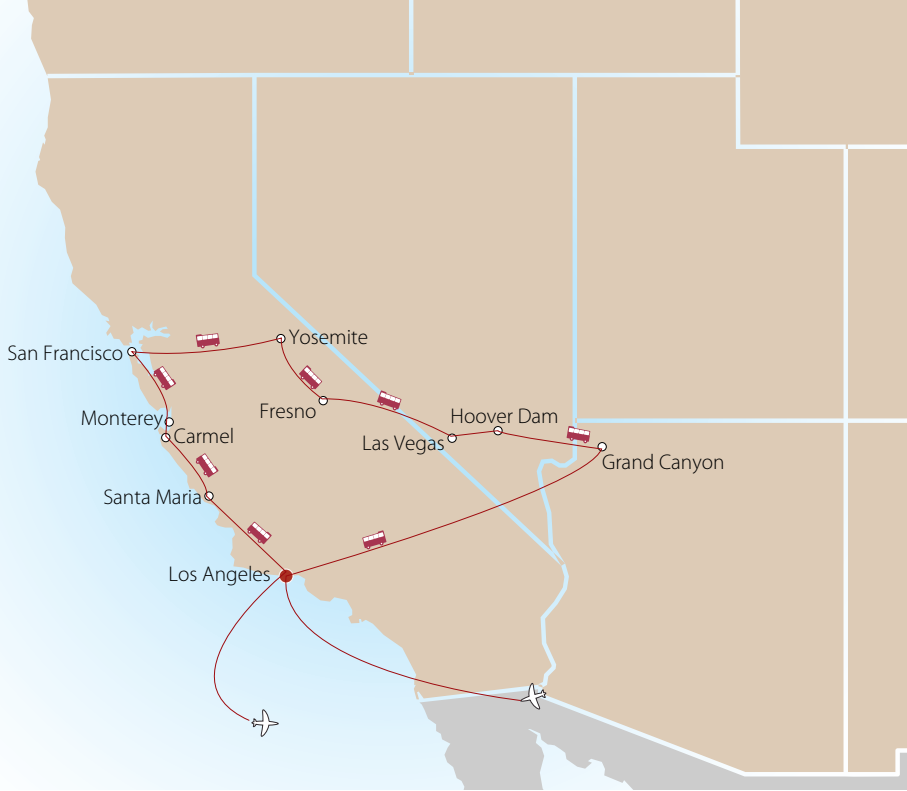 Yosemite
San Francisco
Fresno
Hoover Dam
Monterey
Carmel
Las Vegas
Grand Canyon
Santa Maria
Los Angeles